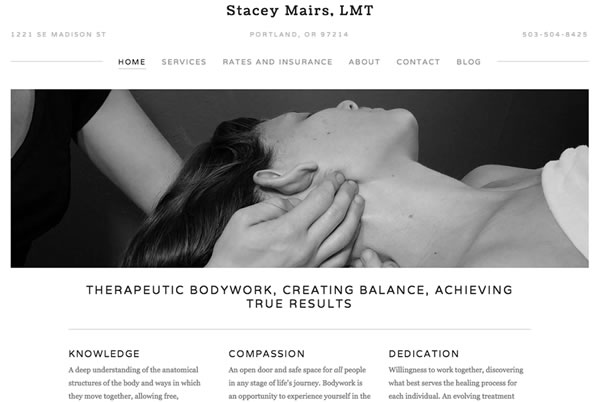 Stacey Mairs, LMT
1221 SE MADISON ST PORTLAND, OR 97214 503-504-8425
HOME SERVICES RATES AND INSURANCE ABOUT CONTACT BLOG
THERAPEUTIC BODYWORK, CREATING BALANCE, ACHIEVING
TRUE RESULTS
KNOWLEDGE
A deep understanding of the anatomical
structures of the body and ways in which
they move together, allowing free,
COMPASSION
An open door and safe space for all people
in any stage of life's journey. Bodywork is
an opportunity to experience yourself in the
DEDICATION
Willingness to work together, discovering
what best serves the healing process for
each individual. An evolving treatment